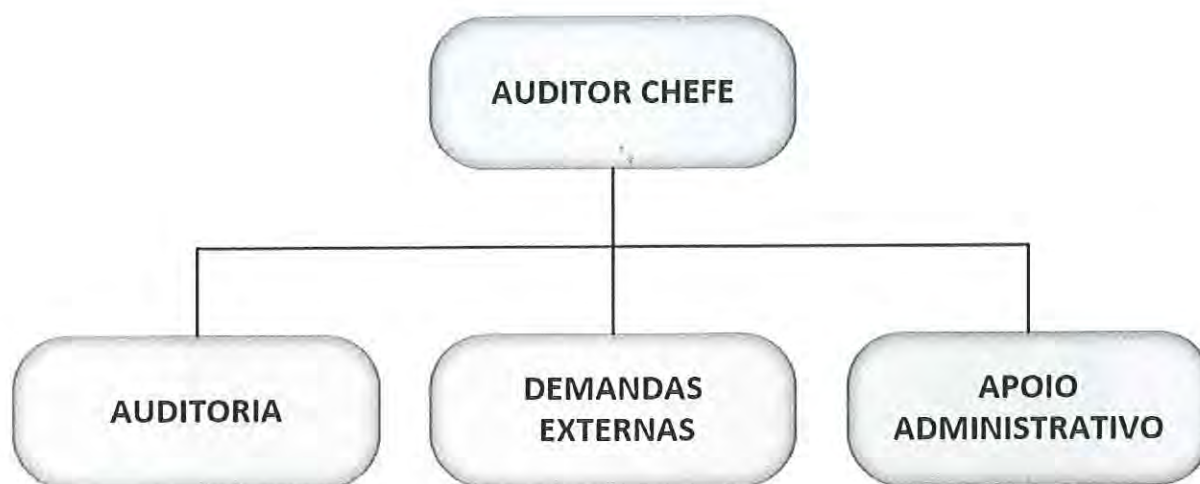 AUDITOR CHEFE
AUDITORIA
DEMANDAS
EXTERNAS
APOIO
ADMINISTRATIVO